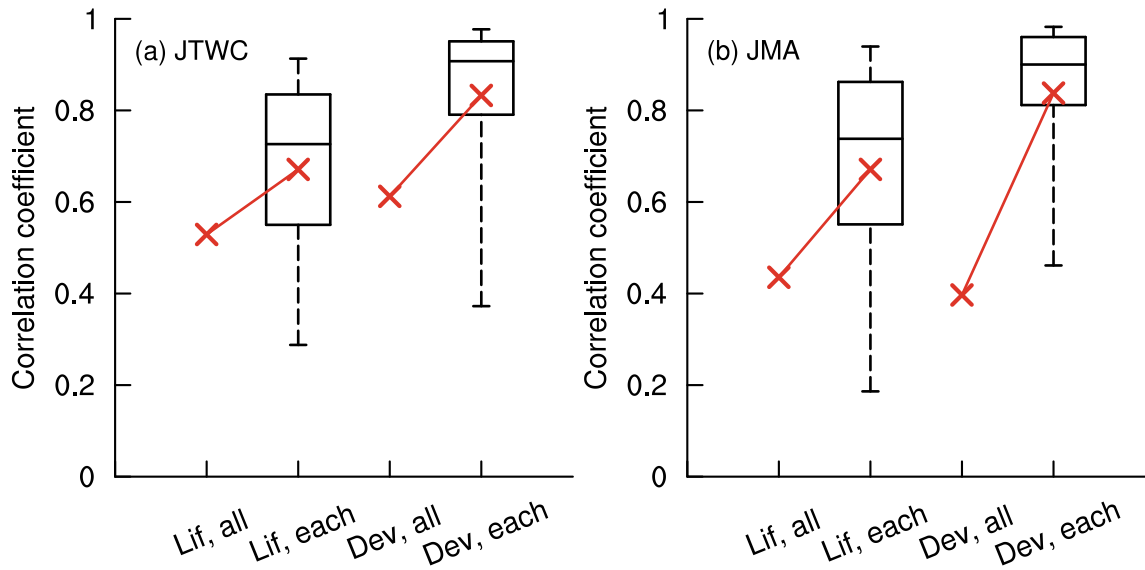 (a) JTWC
Correlation coefficient
1
0.8
0.6
0.4
0.2
0
Lif, all
Lif, each
Dev, all
Dev, each
(b) JMA
Correlation coefficient
1
0.8
0.6
0.4
0.2
0
Lif, all
Lif, each
Dev, all
Dev, each